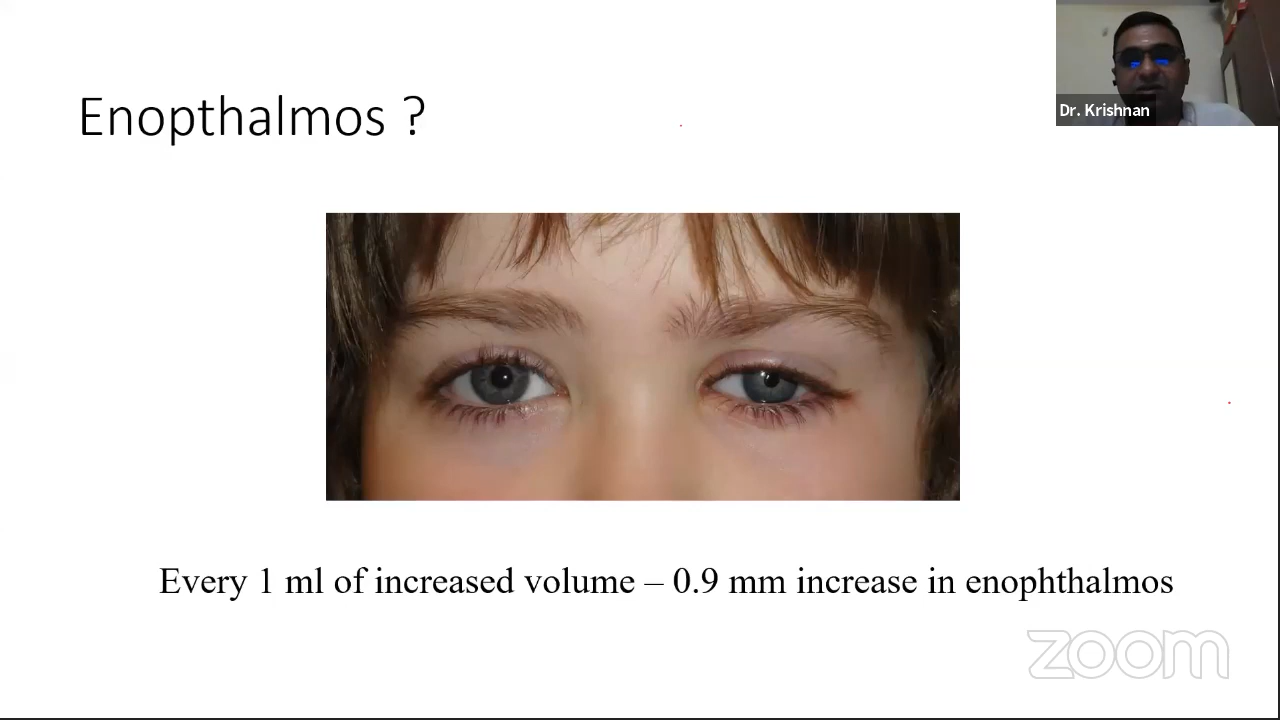 Dr. Krishnan
Enopthalmos ?
Every 1 ml of increased volume – 0.9 mm increase in enophthalmos
zoom